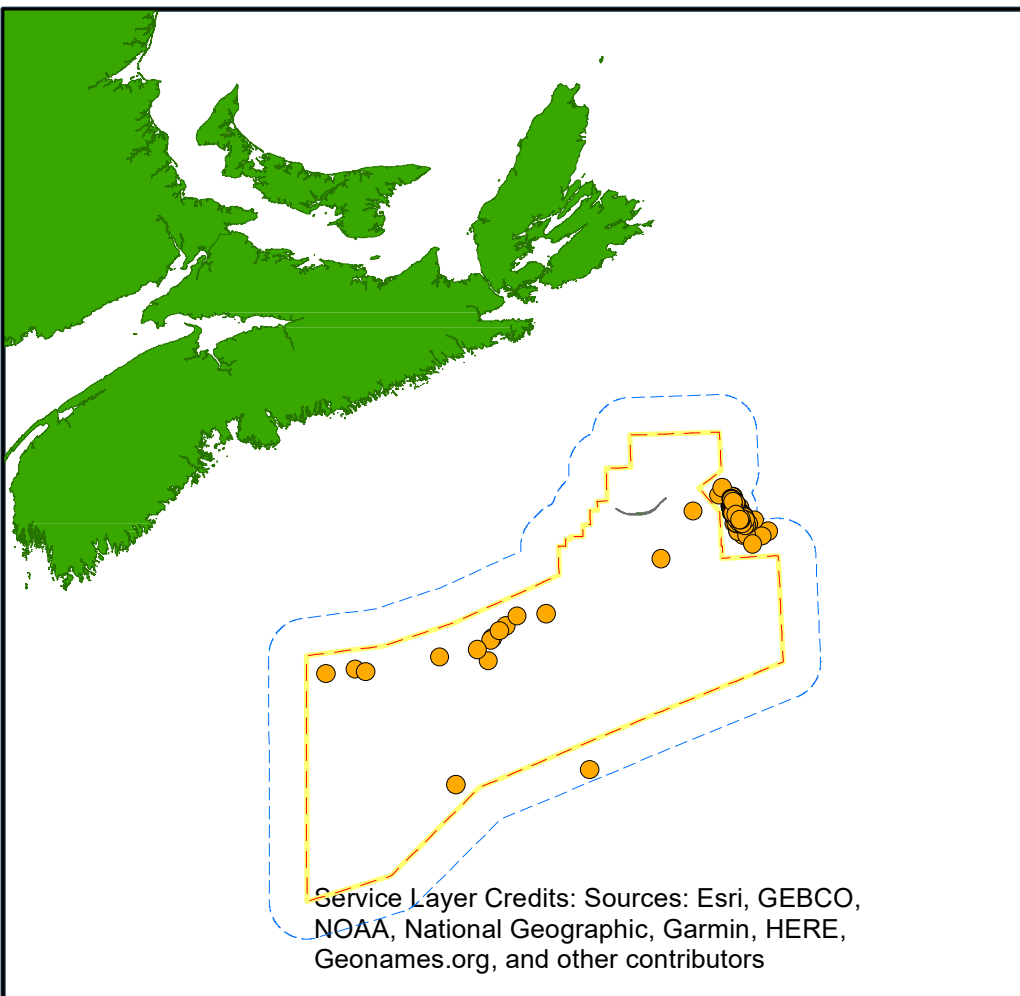 Service Layer Credits: Sources: Esri, GEBCO,
NOAA, National Geographic, Garmin, HERE,
Geonames.org, and other contributors